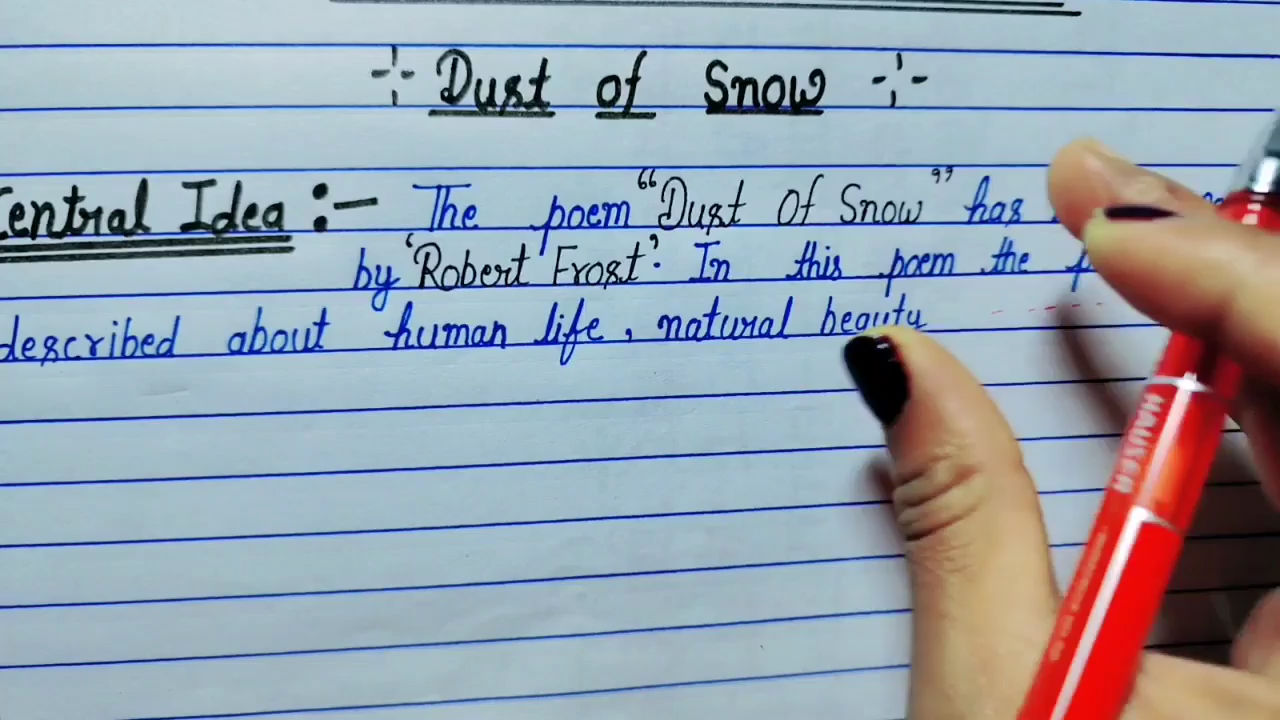 Dust of Snow
Central Idea :- The poem “Dust Of Snow” has
by ‘Robert Frost’. In this poem the
described about human life, natural beauty
HAUSER